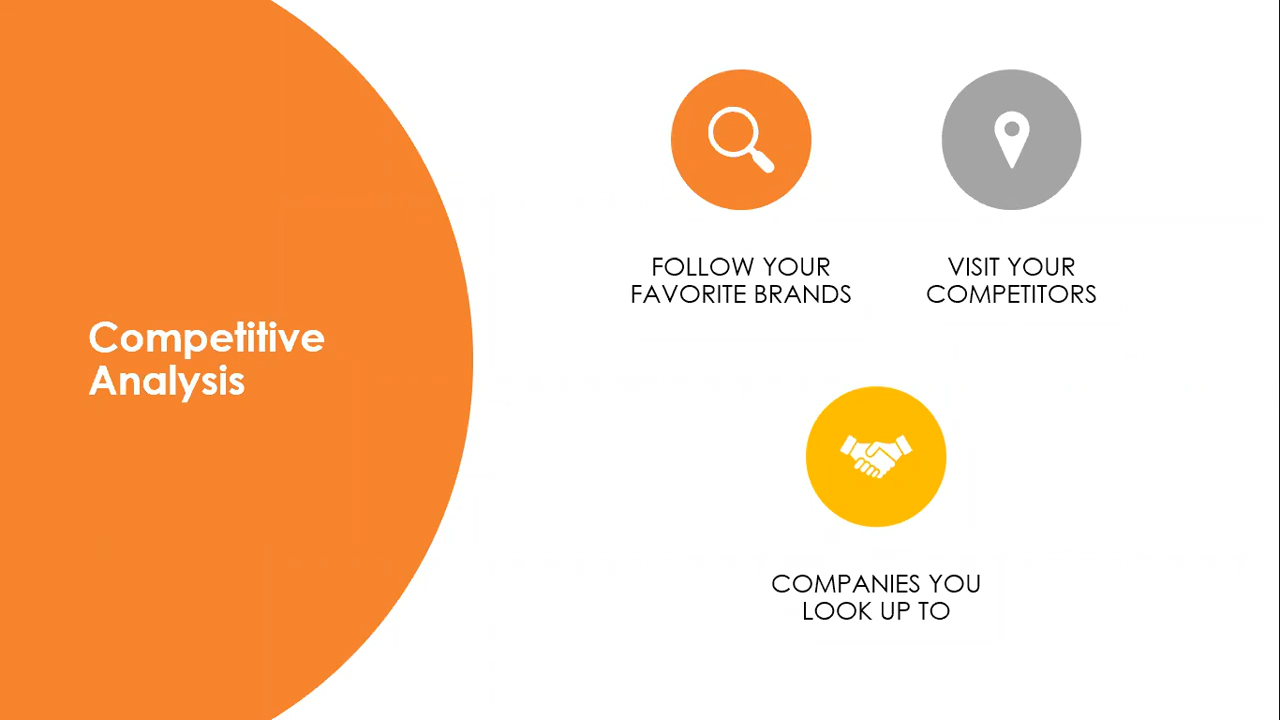 Competitive
Analysis
FOLLOW YOUR
FAVORITE BRANDS
VISIT YOUR
COMPETITORS
COMPANIES YOU
LOOK UP TO